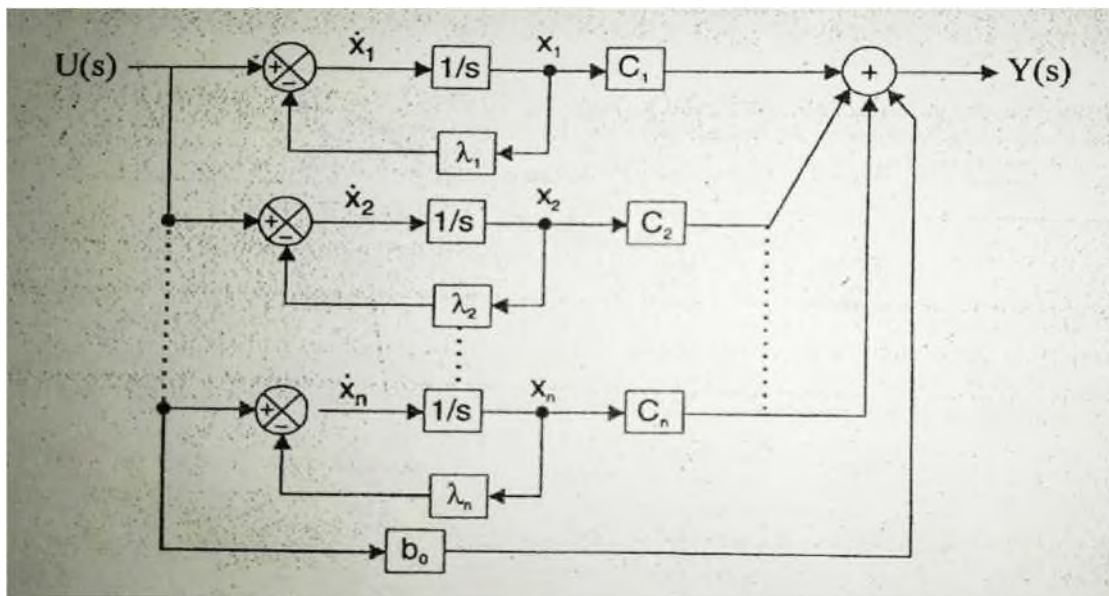 U(s) + − ẋ₁ 1/s x₁ C₁ + Y(s)
λ₁
+ − ẋ₂ 1/s x₂ C₂
λ₂
+ − ẋₙ 1/s xₙ Cₙ
λₙ
b₀